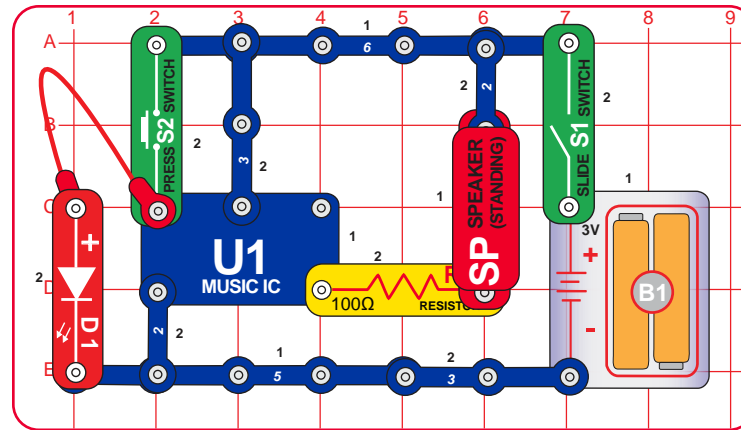 1 2 3 4 5 6 7 8 9
A
1
6
PRESS S2 SWITCH
2
2
2
SLIDE S1 SWITCH
2
B
3
2
SPEAKER
(STANDING)
SP
1
1
C
3V
U1
MUSIC IC
1
2
+
2
D
+
D1
100Ω
RESISTO
B1
-
2
2
1
5
2
3
E